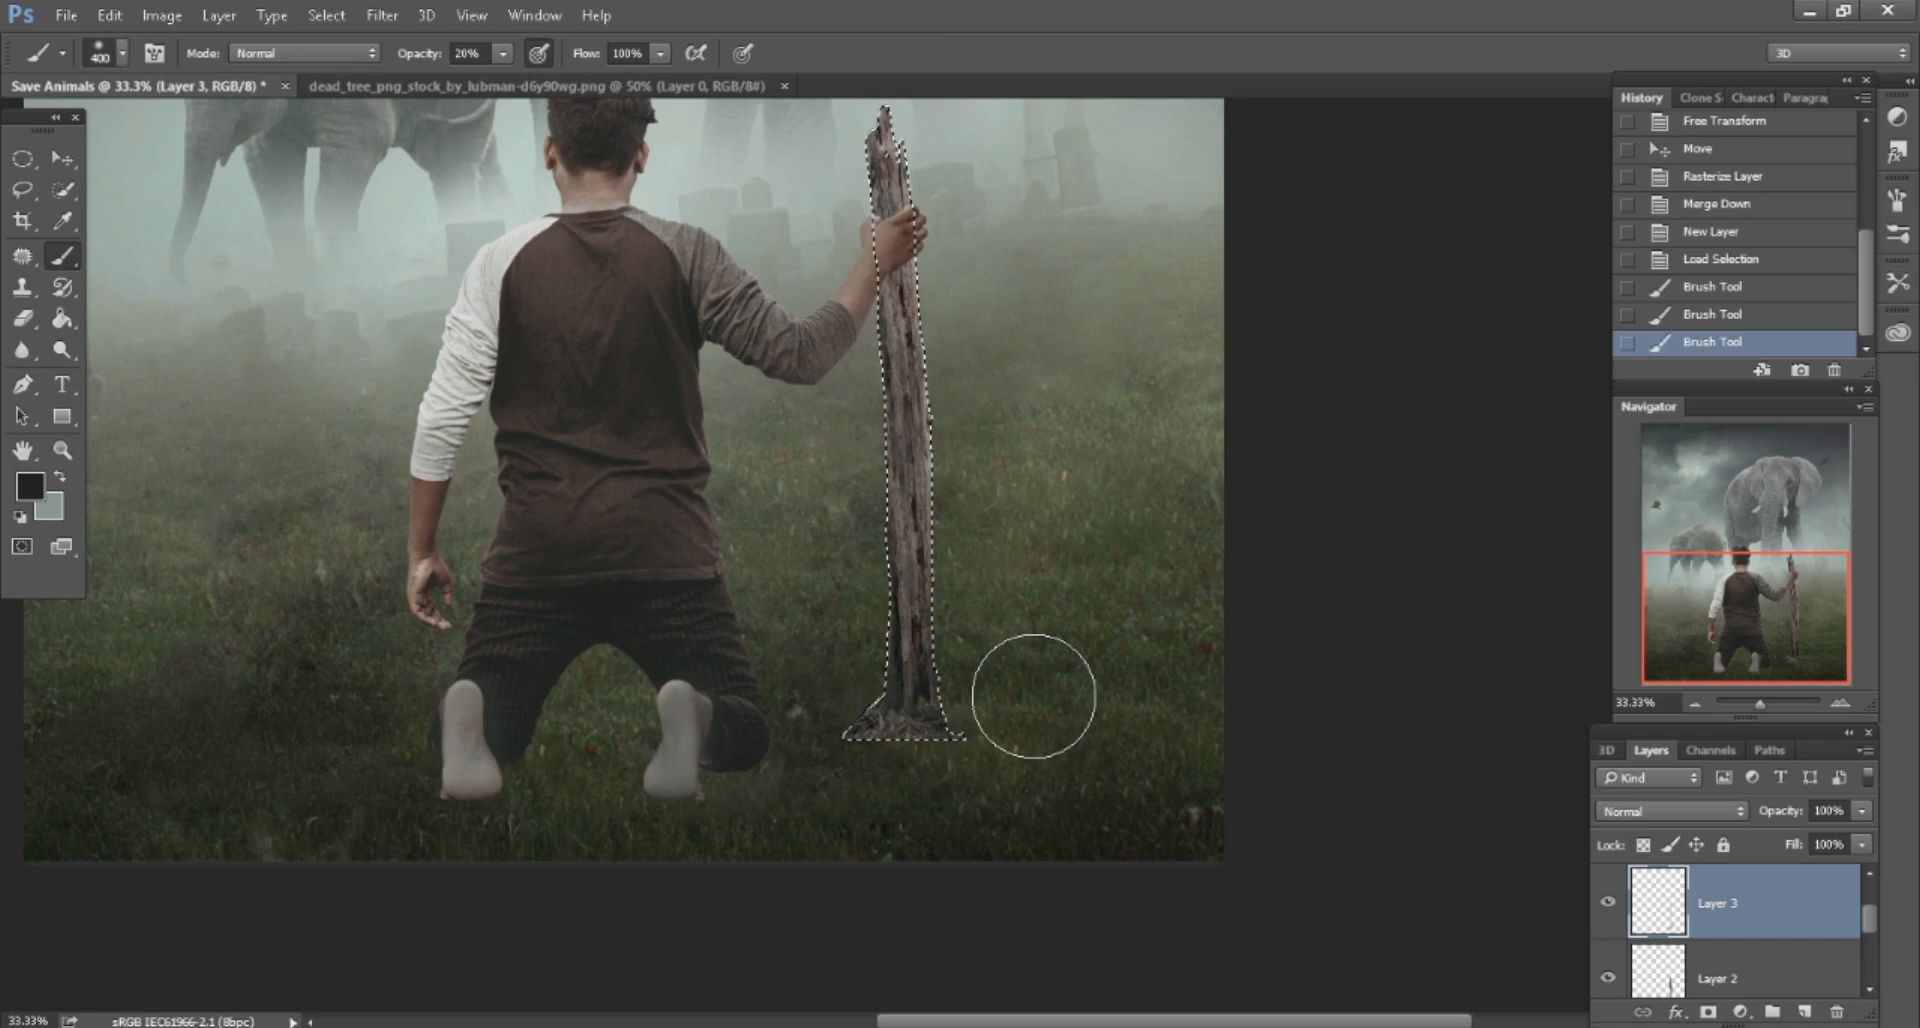 Ps File Edit Image Layer Type Select Filter 3D View Window Help
400 Mode: Normal Opacity: 20% Flow: 100% 3D
Save Animals @ 33.3% (Layer 3, RGB/8) * × dead_tree_png_stock_by_lubman-d6y90wg.png @ 50% (Layer 0, RGB/8#) ×
History Clone S Charact Paragra
Free Transform
Move
Rasterize Layer
Merge Down
New Layer
Load Selection
Brush Tool
Brush Tool
Brush Tool
Navigator
33.33%
3D Layers Channels Paths
Kind
Normal Opacity: 100%
Lock: Fill: 100%
Layer 3
Layer 2
fx
33.33% sRGB IEC61966-2.1 (8bpc)